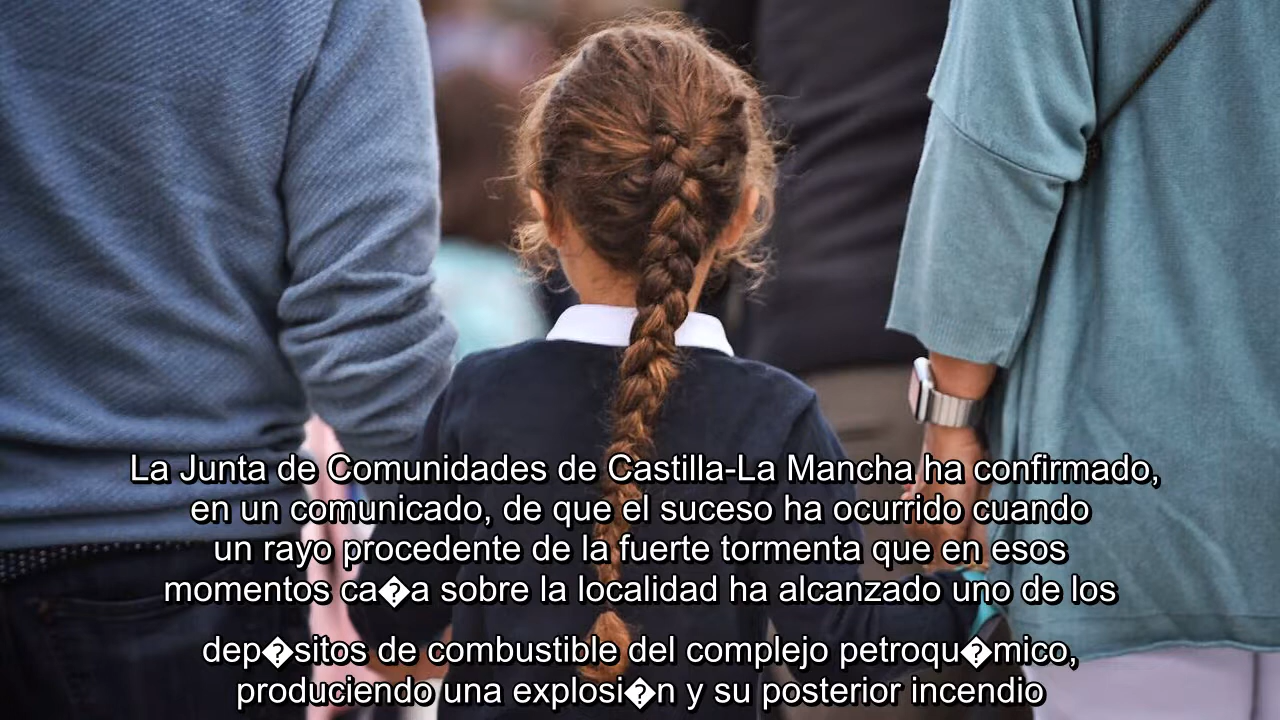 La Junta de Comunidades de Castilla-La Mancha ha confirmado,
en un comunicado, de que el suceso ha ocurrido cuando
un rayo procedente de la fuerte tormenta que en esos
momentos ca�a sobre la localidad ha alcanzado uno de los
dep�sitos de combustible del complejo petroqu�mico,
produciendo una explosi�n y su posterior incendio